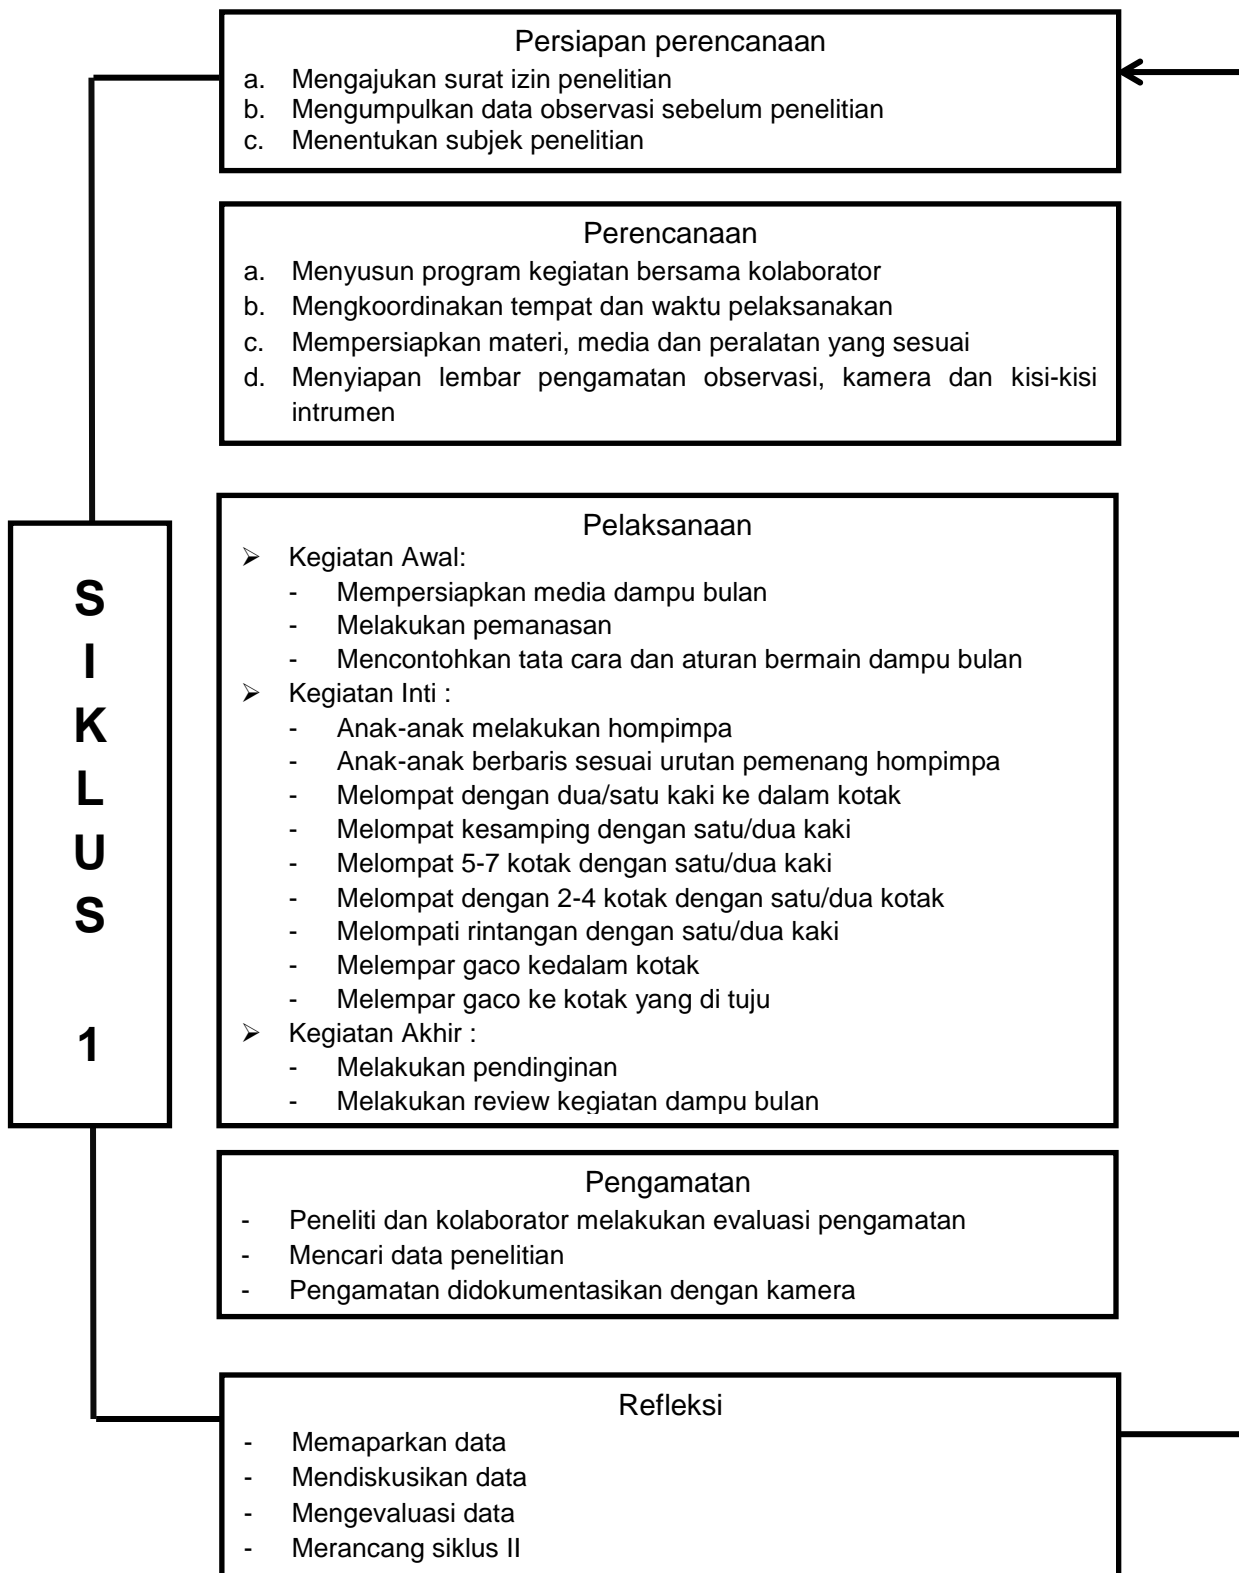 Persiapan perencanaan
a. Mengajukan surat izin penelitian
b. Mengumpulkan data observasi sebelum penelitian
c. Menentukan subjek penelitian
Perencanaan
a. Menyusun program kegiatan bersama kolaborator
b. Mengkoordinakan tempat dan waktu pelaksanakan
c. Mempersiapkan materi, media dan peralatan yang sesuai
d. Menyiapan lembar pengamatan observasi, kamera dan kisi-kisi
intrumen
S
I
K
L
U
S
1
Pelaksanaan
➢ Kegiatan Awal:
- Mempersiapkan media dampu bulan
- Melakukan pemanasan
- Mencontohkan tata cara dan aturan bermain dampu bulan
➢ Kegiatan Inti :
- Anak-anak melakukan hompimpa
- Anak-anak berbaris sesuai urutan pemenang hompimpa
- Melompat dengan dua/satu kaki ke dalam kotak
- Melompat kesamping dengan satu/dua kaki
- Melompat 5-7 kotak dengan satu/dua kaki
- Melompat dengan 2-4 kotak dengan satu/dua kotak
- Melompati rintangan dengan satu/dua kaki
- Melempar gaco kedalam kotak
- Melempar gaco ke kotak yang di tuju
➢ Kegiatan Akhir :
- Melakukan pendinginan
- Melakukan review kegiatan dampu bulan
Pengamatan
- Peneliti dan kolaborator melakukan evaluasi pengamatan
- Mencari data penelitian
- Pengamatan didokumentasikan dengan kamera
Refleksi
- Memaparkan data
- Mendiskusikan data
- Mengevaluasi data
- Merancang siklus II